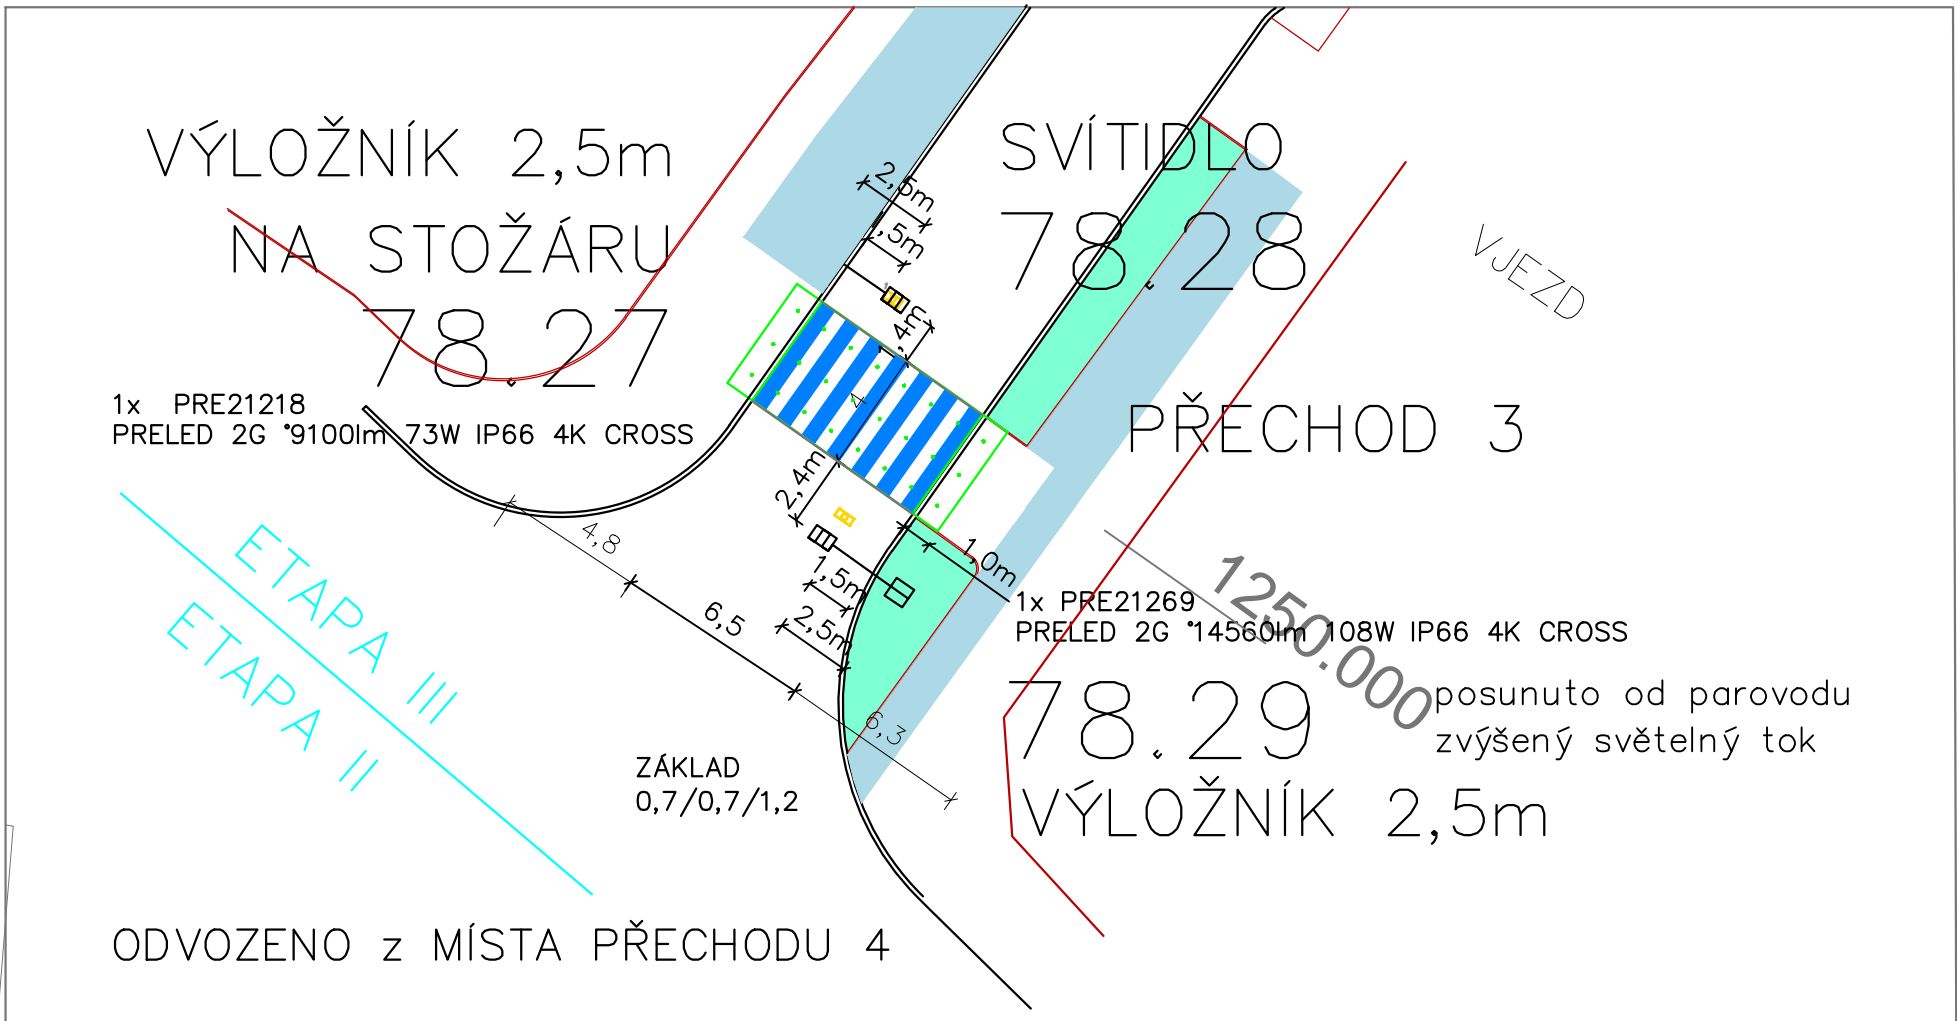 VÝLOŽNÍK 2,5m
NA STOŽÁRU
78.27
1x PRE21218
PRELED 2G °9100lm 73W IP66 4K CROSS
SVÍTIDLO
78.28
VJEZD
PŘECHOD 3
2,5m
1,5m
1,4m
4
2,4m
4,8
6,5
6,3
1,5m
2,5m
1,0m
1x PRE21269
PRELED 2G °14560lm 108W IP66 4K CROSS
1250.000
78.29
posunuto od parovodu
zvýšený světelný tok
VÝLOŽNÍK 2,5m
ETAPA III
ETAPA II
ZÁKLAD
0,7/0,7/1,2
ODVOZENO z MÍSTA PŘECHODU 4